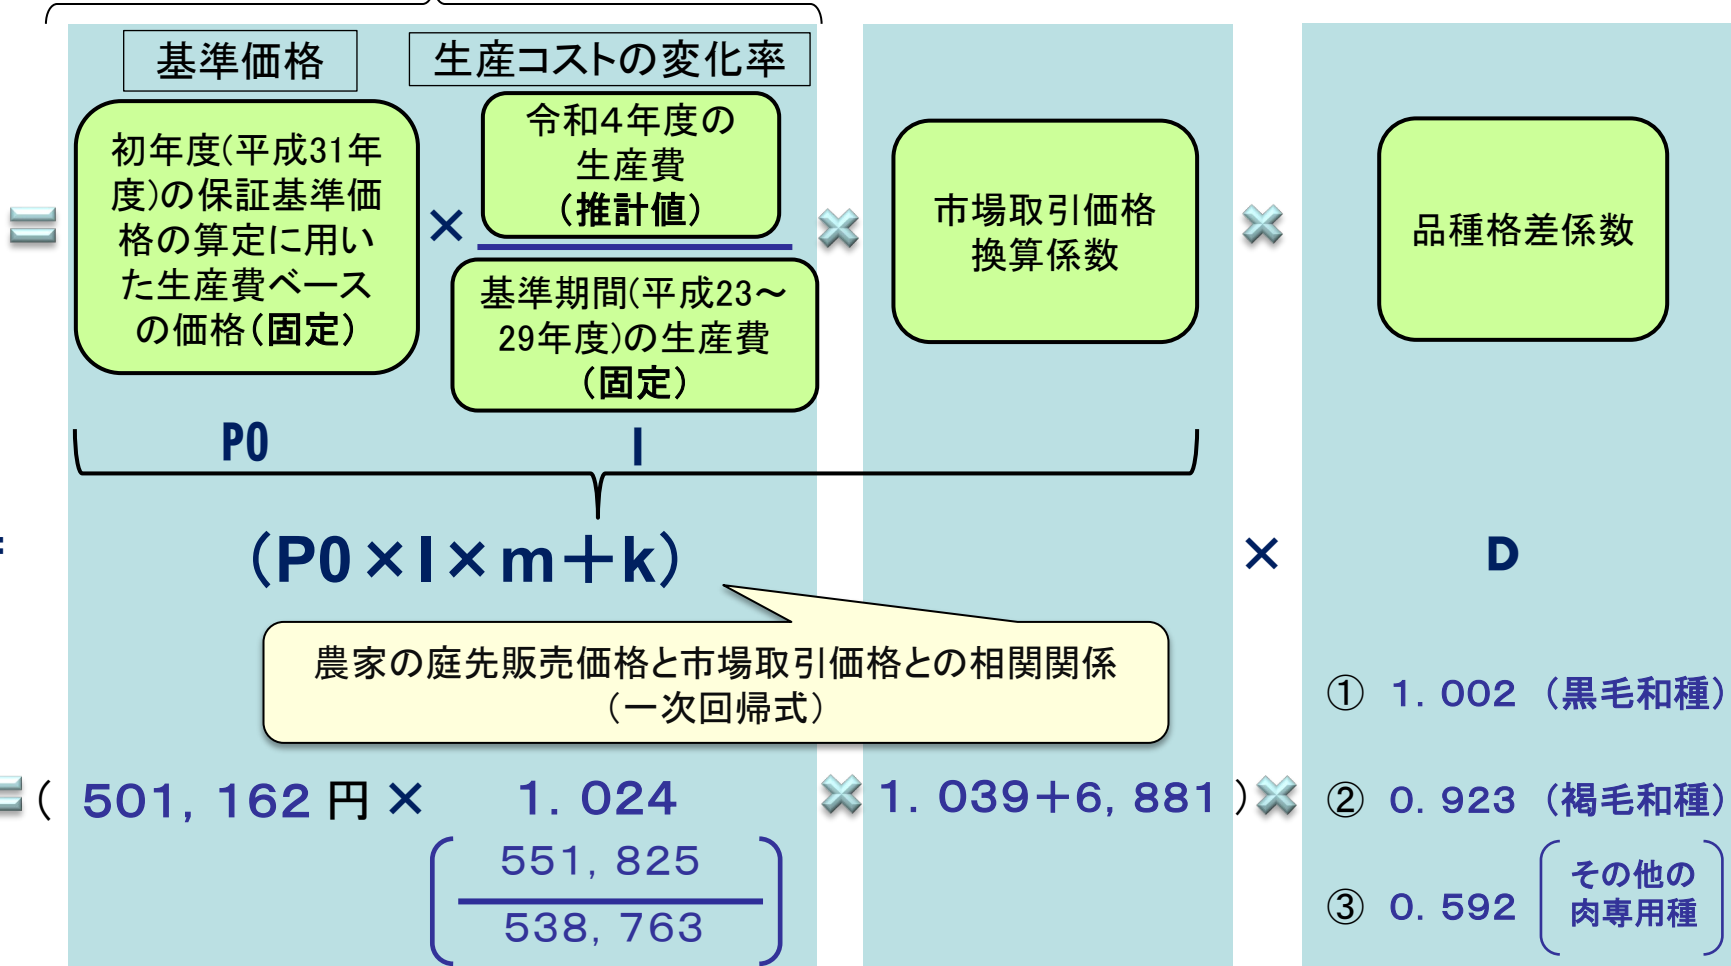 基準価格
生産コストの変化率
=
初年度(平成31年
度)の保証基準価
格の算定に用い
た生産費ベース
の価格(固定)
×
令和4年度の
生産費
(推計値)
基準期間(平成23～
29年度)の生産費
(固定)
×
市場取引価格
換算係数
×
品種格差係数
P0
I
(P0×I×m+k)
×
D
農家の庭先販売価格と市場取引価格との相関関係
(一次回帰式)
=( 501,162円× 1.024 × 1.039+6,881 )×
551,825
538,763
① 1.002 (黒毛和種)
② 0.923 (褐毛和種)
③ 0.592
その他の
肉専用種